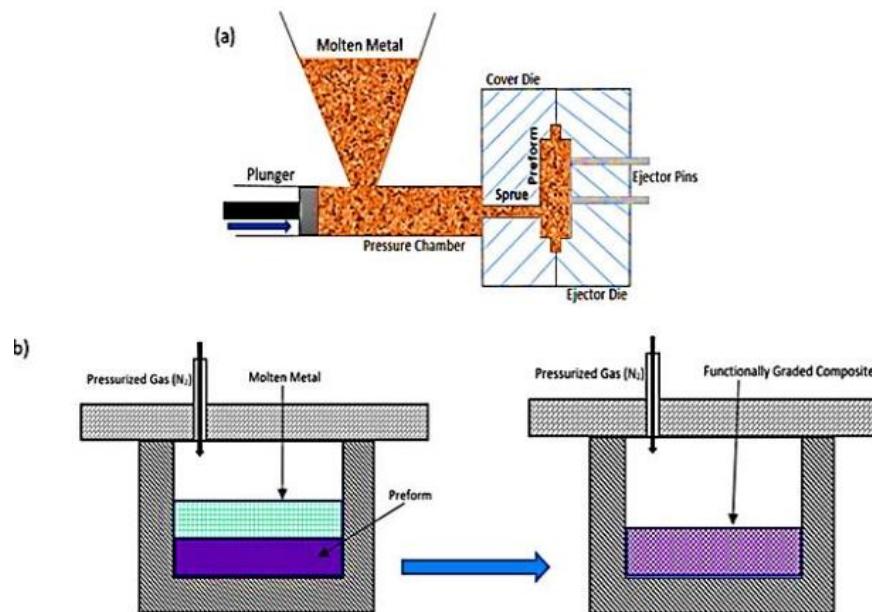 (a)
Molten Metal
Cover Die
Plunger
Preform
Sprue
Ejector Pins
Pressure Chamber
Ejector Die
b)
Pressurized Gas (N₂)
Molten Metal
Preform
Pressurized Gas (N₂)
Functionally Graded Composite